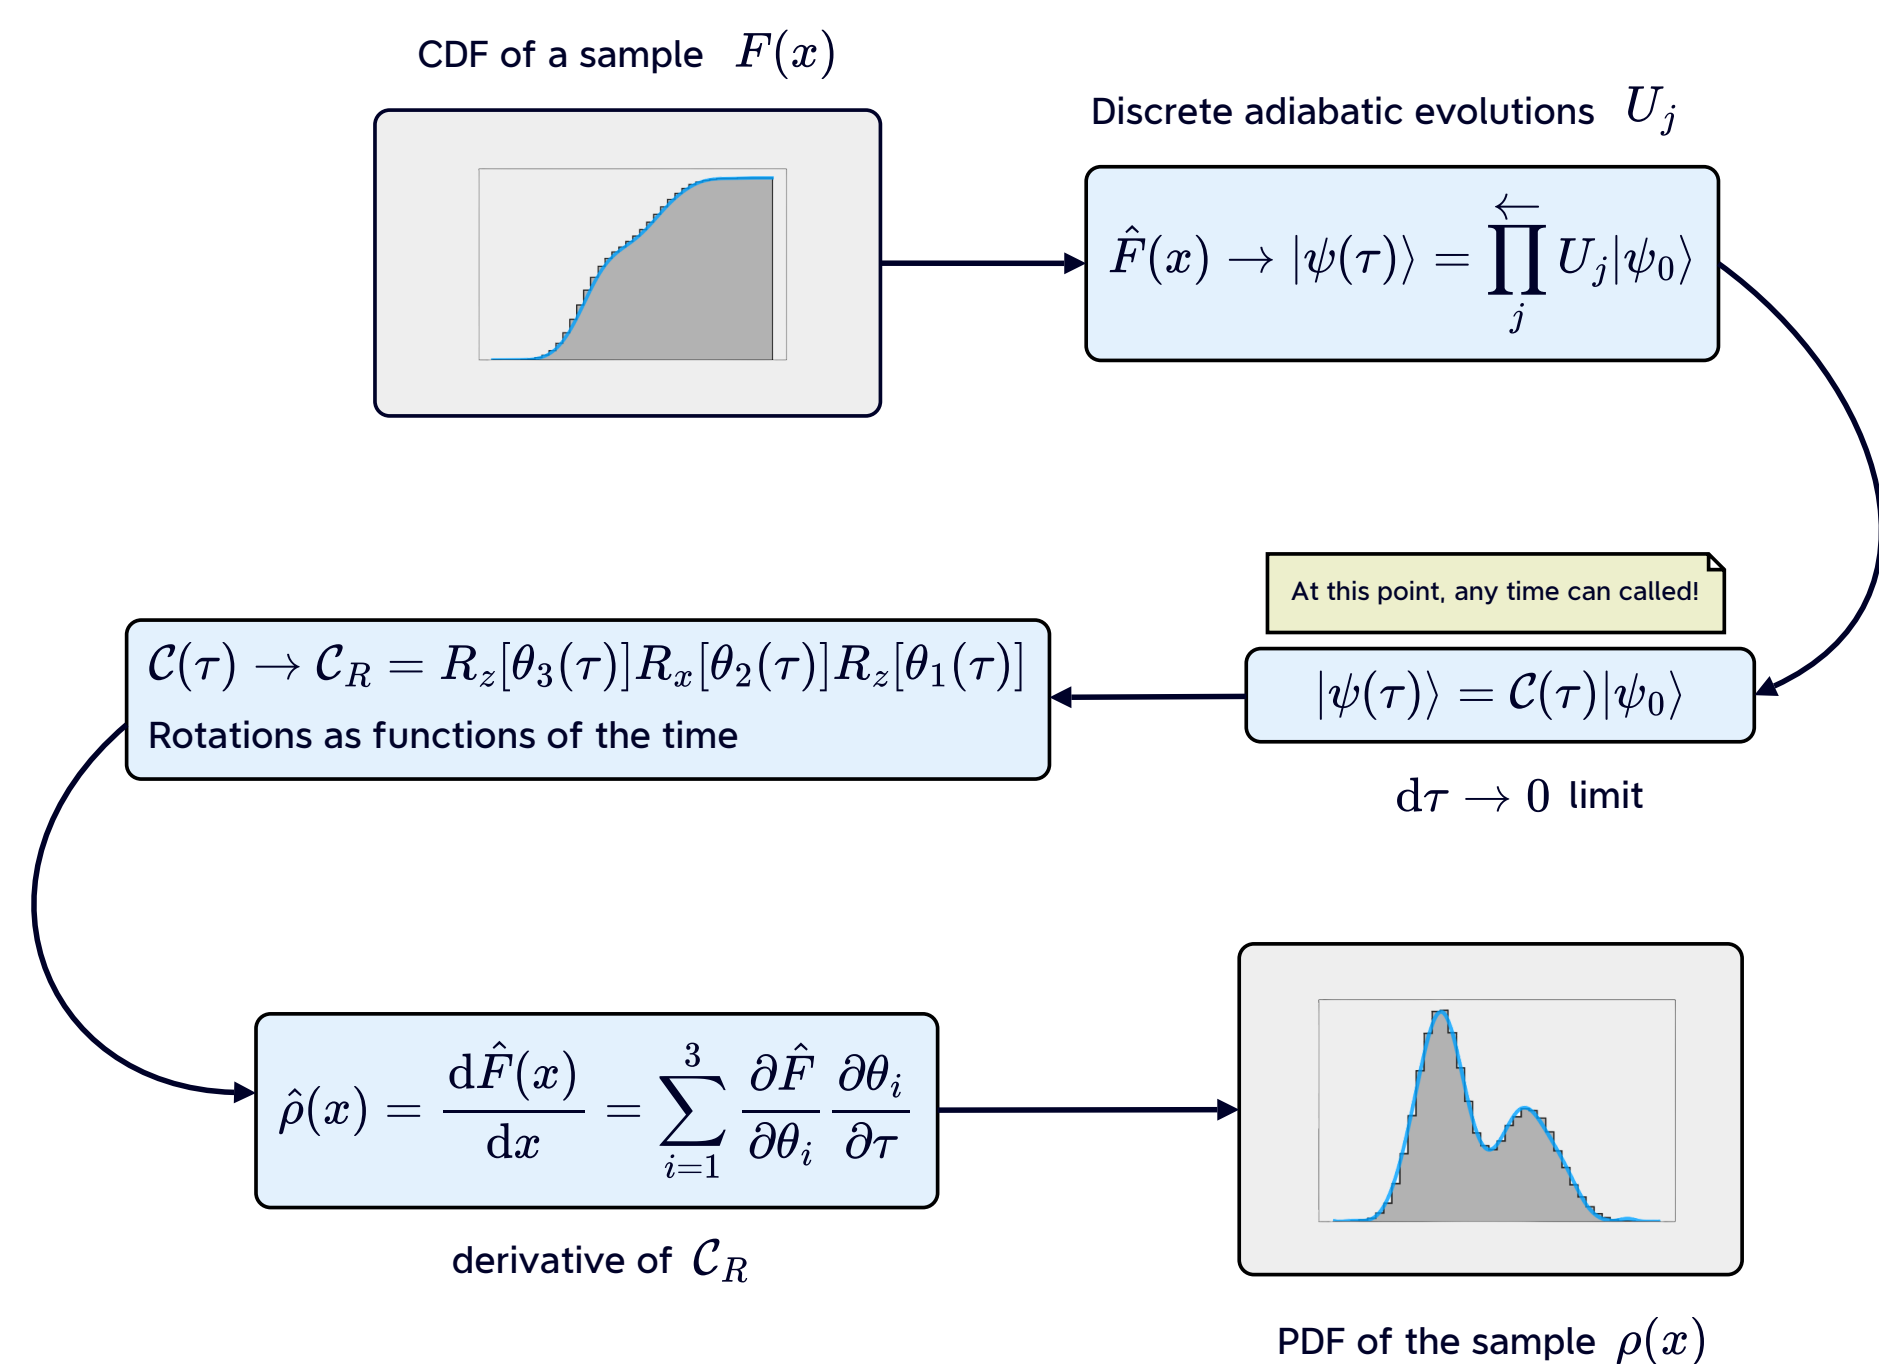 CDF of a sample F(x)
Discrete adiabatic evolutions U_j
F̂(x) → |ψ(τ)⟩ = ∏_j^← U_j|ψ_0⟩
At this point, any time can called!
|ψ(τ)⟩ = 𝒞(τ)|ψ_0⟩
dτ → 0 limit
𝒞(τ) → 𝒞_R = R_z[θ_3(τ)]R_x[θ_2(τ)]R_z[θ_1(τ)]
Rotations as functions of the time
ρ̂(x) = dF̂(x)/dx = ∑_{i=1}^{3} ∂F̂/∂θ_i ∂θ_i/∂τ
derivative of 𝒞_R
PDF of the sample ρ(x)